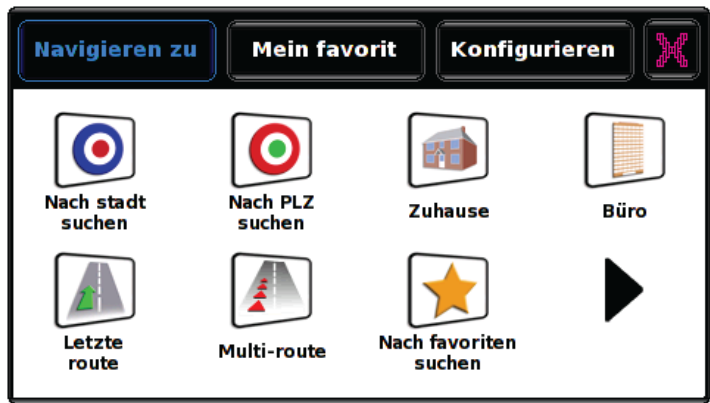 Navigieren zu
Mein favorit
Konfigurieren
Nach stadt
suchen
Nach PLZ
suchen
Zuhause
Büro
Letzte
route
Multi-route
Nach favoriten
suchen